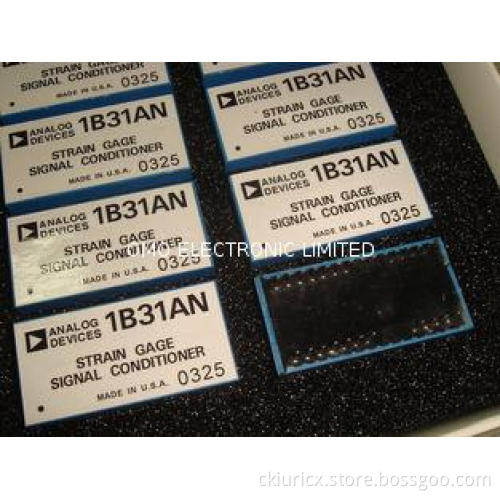 STRAIN GAGE
SIGNAL CONDITIONER
MADE IN U.S.A. 0325
ANALOG DEVICES 1B31AN
STRAIN GAGE
SIGNAL CONDITIONER
MADE IN U.S.A. 0325
ANALOG DEVICES 1B31AN
STRAIN GAGE
SIGNAL CONDITIONER
MADE IN U.S.A. 0325
ANALOG DEVICES 1B31AN
STRAIN GAGE
SIGNAL CONDITIONER
MADE IN U.S.A. 0325
ANALOG DEVICES 1B31AN
STRAIN GAGE
SIGNAL CONDITIONER
MADE IN U.S.A. 0325
ANALOG DEVICES 1B31AN
STRAIN GAGE
SIGNAL CONDITIONER
MADE IN U.S.A. 0325
ELECTRONIC LIMITED
ckiuricx.store.bossgoo.com